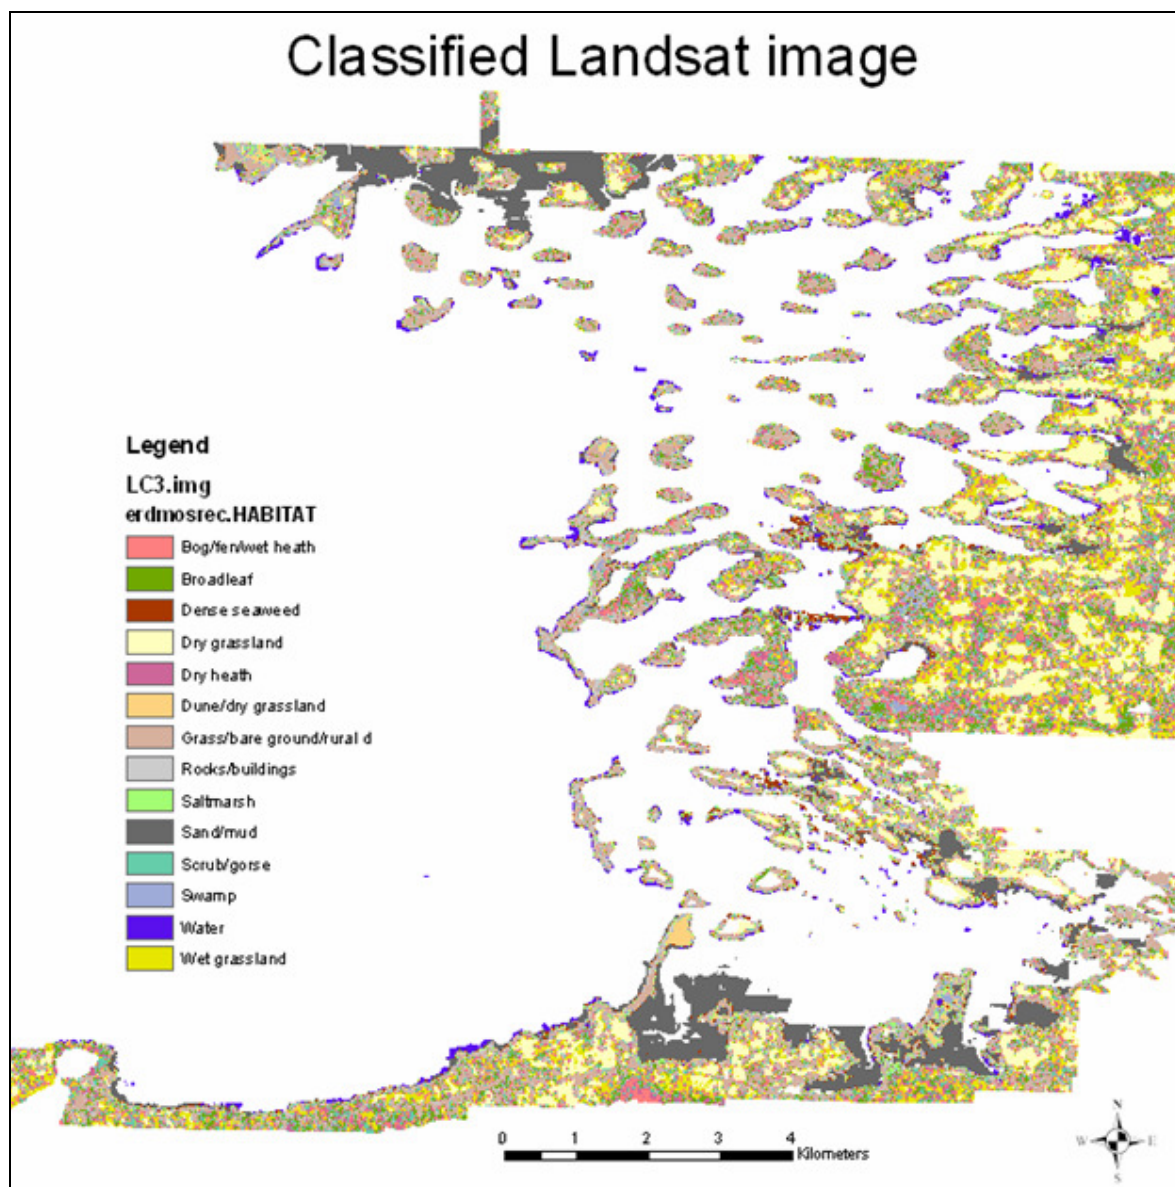 Classified Landsat image
Legend
LC3.img
erdmosrec.HABITAT
Bog/fen/wet heath
Broadleaf
Dense seaweed
Dry grassland
Dry heath
Dune/dry grassland
Grass/bare ground/rural d
Rocks/buildings
Saltmarsh
Sand/mud
Scrub/gorse
Swamp
Water
Wet grassland
0 1 2 3 4
Kilometers
N
W E
S